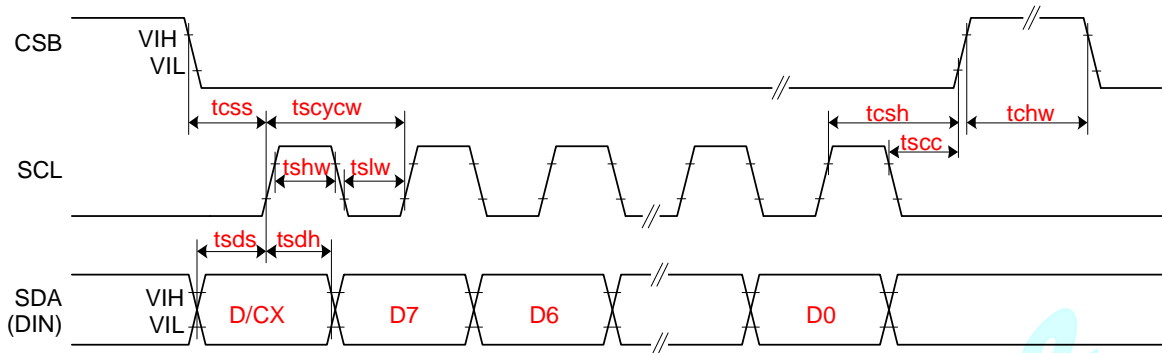 CSB
VIH
VIL
tcss
tscycw
tcsh
tchw
tscc
SCL
tshw
tslw
tsds
tsdh
SDA
(DIN)
VIH
VIL
D/CX
D7
D6
D0